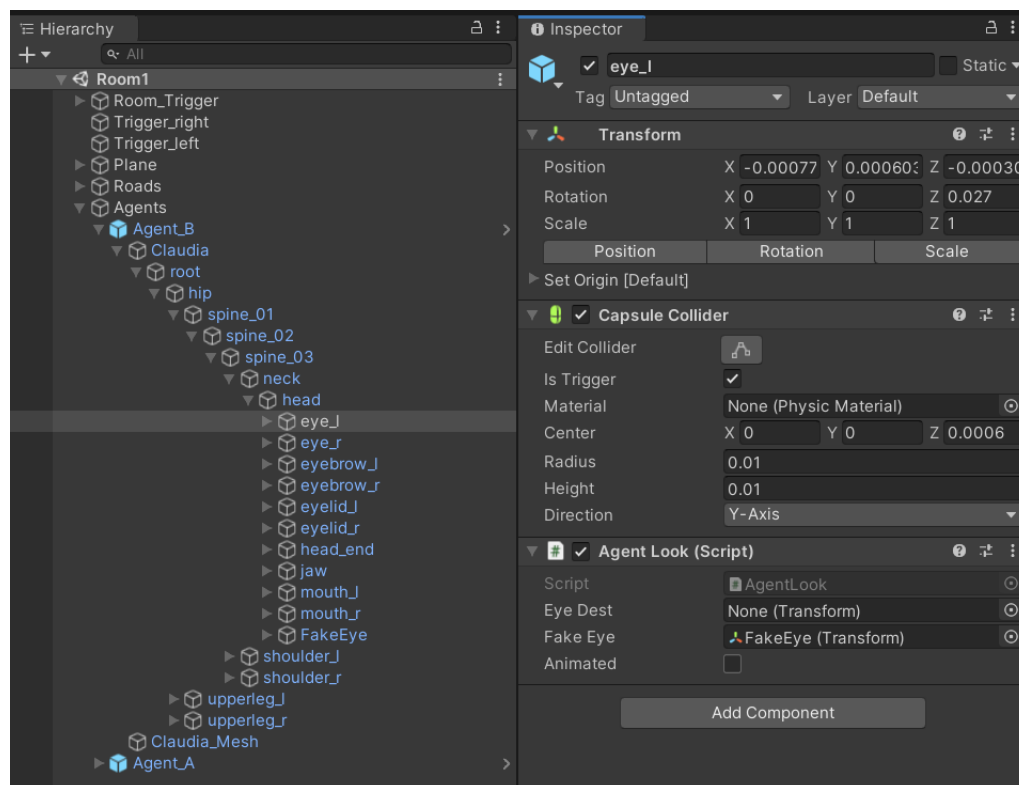 Hierarchy
All
Room1
Room_Trigger
Trigger_right
Trigger_left
Plane
Roads
Agents
Agent_B
Claudia
root
hip
spine_01
spine_02
spine_03
neck
head
eye_l
eye_r
eyebrow_l
eyebrow_r
eyelid_l
eyelid_r
head_end
jaw
mouth_l
mouth_r
FakeEye
shoulder_l
shoulder_r
upperleg_l
upperleg_r
Claudia_Mesh
Agent_A
Inspector
eye_l Static
Tag Untagged Layer Default
Transform
Position X -0.00077 Y 0.000603 Z -0.00030
Rotation X 0 Y 0 Z 0.027
Scale X 1 Y 1 Z 1
Position Rotation Scale
Set Origin [Default]
Capsule Collider
Edit Collider
Is Trigger
Material None (Physic Material)
Center X 0 Y 0 Z 0.0006
Radius 0.01
Height 0.01
Direction Y-Axis
# Agent Look (Script)
Script # AgentLook
Eye Dest None (Transform)
Fake Eye FakeEye (Transform)
Animated
Add Component